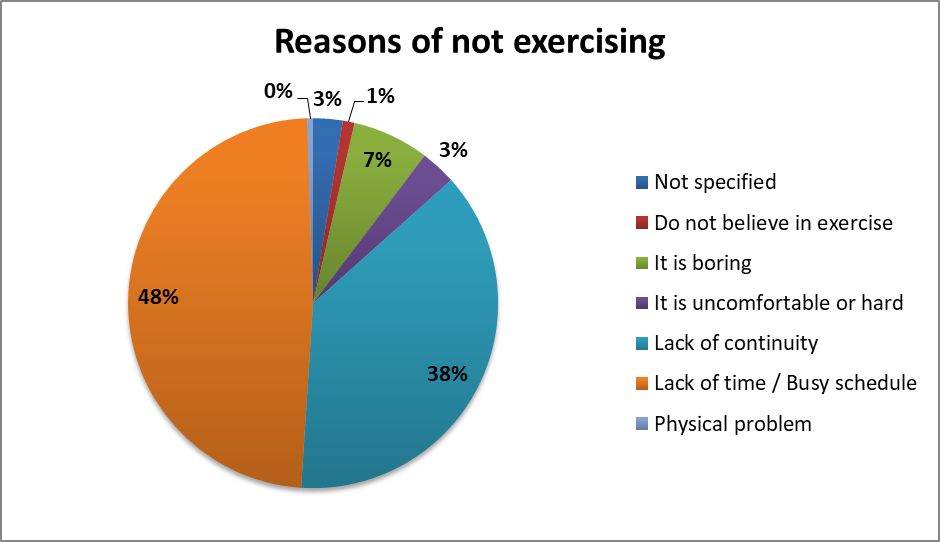 Reasons of not exercising
0%
3%
1%
7%
3%
48%
38%
Not specified
Do not believe in exercise
It is boring
It is uncomfortable or hard
Lack of continuity
Lack of time / Busy schedule
Physical problem